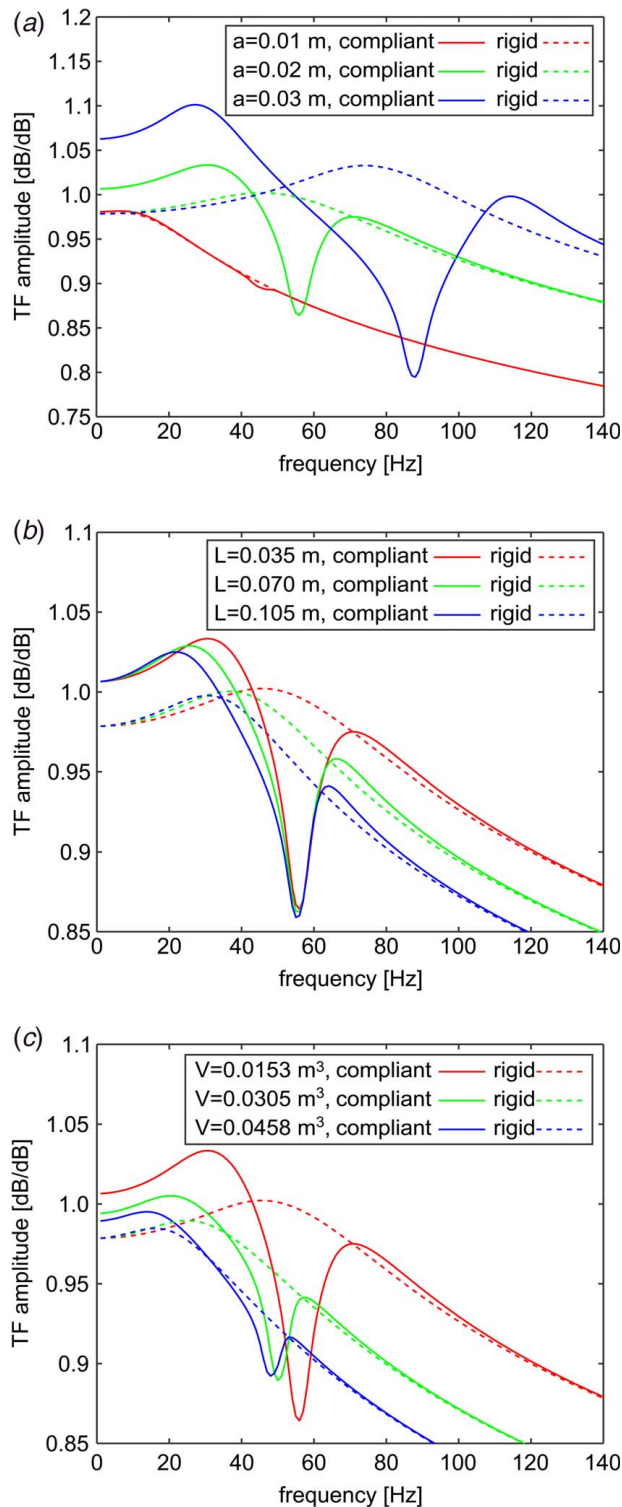 (a)
1.2
1.15
1.1
1.05
1.0
0.95
0.9
0.85
0.8
0.75
TF amplitude [dB/dB]
a=0.01 m, compliant rigid
a=0.02 m, compliant rigid
a=0.03 m, compliant rigid
0 20 40 60 80 100 120 140
frequency [Hz]
(b)
1.1
1.05
1.0
0.95
0.9
0.85
TF amplitude [dB/dB]
L=0.035 m, compliant rigid
L=0.070 m, compliant rigid
L=0.105 m, compliant rigid
0 20 40 60 80 100 120 140
frequency [Hz]
(c)
1.1
1.05
1.0
0.95
0.9
0.85
TF amplitude [dB/dB]
V=0.0153 m³, compliant rigid
V=0.0305 m³, compliant rigid
V=0.0458 m³, compliant rigid
0 20 40 60 80 100 120 140
frequency [Hz]